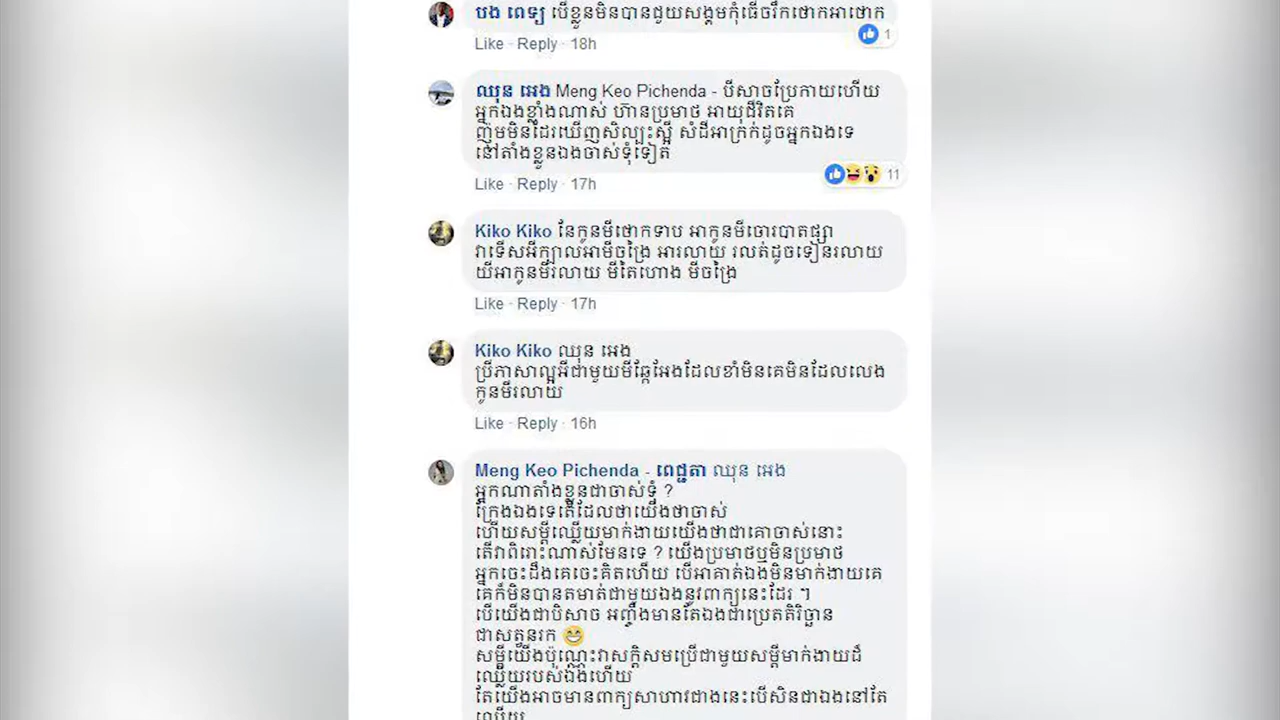 បង ពេទ្យ បើខ្លួនមិនបានជួយសង្គមកុំធើចរឹកថោកអាថោក
1
Like · Reply · 18h
ឈុន អេង Meng Keo Pichenda - បីសាចប្រែកាយហើយ
អ្នកឯងខ្លាំងណាស់ ហ៊ានប្រមាថ អាយុជីវិតគេ
ញ៉ុមមិនដែរឃើញសិល្បះស្អី សំដីអាក្រក់ដូចអ្នកឯងទេ
នៅតាំងខ្លួនឯងចាស់ទុំទៀត
11
Like · Reply · 17h
Kiko Kiko នែកូនមីថោកទាប អាកូនមីចោរបាតផ្សា
វាទើសអីក្បាលអាមីចង្រៃ អារលាយ រលត់ដូចទៀនរលាយ
យីអាកូនមីរលាយ មីតៃហោង មីចង្រៃ
Like · Reply · 17h
Kiko Kiko ឈុន អេង
ប្រើភាសាល្អអីជាមួយមីឆ្កែអែងដែលខាំមិនគេមិនដែលលេង
កូនមីរលាយ
Like · Reply · 16h
Meng Keo Pichenda - ពេជ្ជតា ឈុន អេង
អ្នកណាតាំងខ្លួនជាចាស់ទុំ ?
ក្រែងឯងទេតើដែលថាយើងថាចាស់
ហើយសម្ដីឈ្លើយមាក់ងាយយើងថាជាគោចាស់នោះ
តើវាពិរោះណាស់មែនទេ ? យើងប្រមាថឬមិនប្រមាថ
អ្នកចេះដឹងគេចេះគិតហើយ បើអាគាត់ឯងមិនមាក់ងាយគេ
គេក៏មិនបានតមាត់ជាមួយឯងនូវពាក្យនេះដែរ ។
បើយើងជាបិសាច អញ្ចឹងមានតែឯងជាប្រេតតិរិច្ឆាន
ជាសត្វនរក
សម្ដីយើងប៉ុណ្ណេះវាសក្ដិសមប្រើជាមួយសម្ដីមាក់ងាយដ៏
ឈ្លើយរបស់ឯងហើយ
តែយើងអាចមានពាក្យសាហាវជាងនេះបើសិនជាឯងនៅតែ
ឈ្លើយ